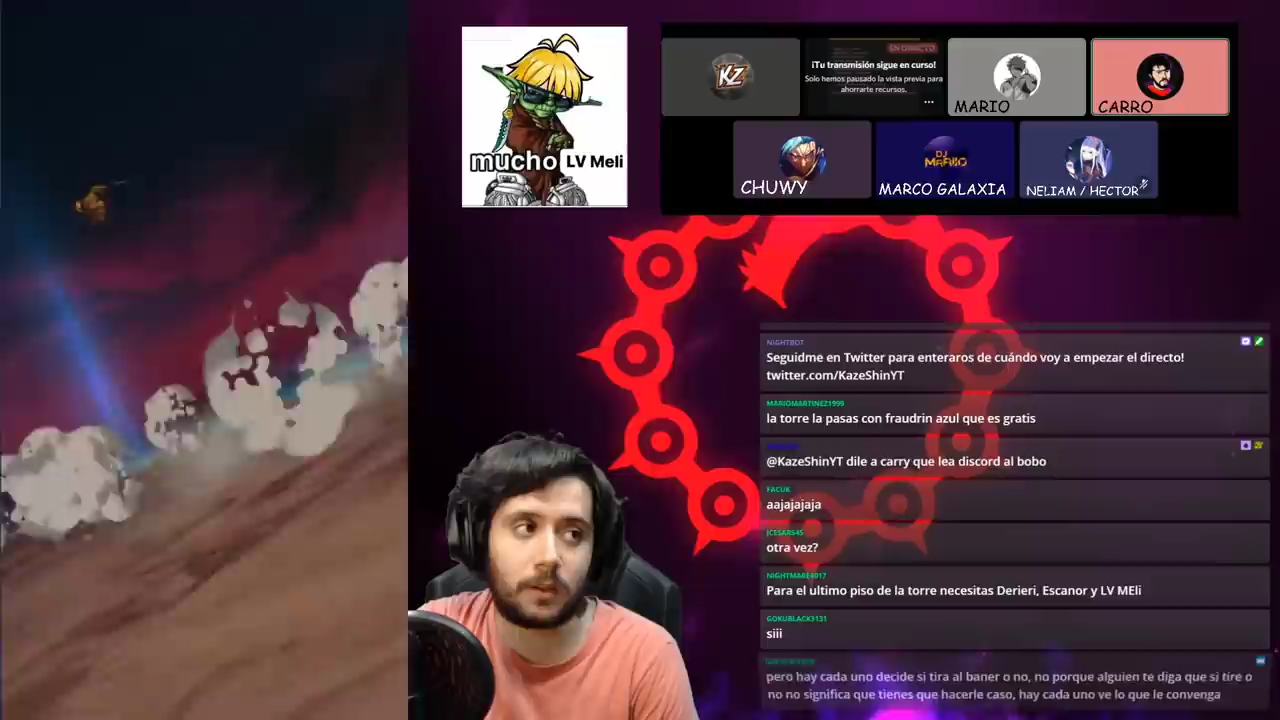 mucho LV Meli
KZ
EN DIRECTO
¡Tu transmisión sigue en curso!
Solo hemos pausado la vista previa para
ahorrarte recursos.
MARIO
CARRO
CHUWY
DJ
MARIIO
MARCO GALAXIA
NELIAM / HECTOR
NIGHTBOT
Seguidme en Twitter para enteraros de cuándo voy a empezar el directo!
twitter.com/KazeShinYT
MARIOMARTINEZ1999
la torre la pasas con fraudrin azul que es gratis
@KazeShinYT dile a carry que lea discord al bobo
FACUK
aajajajaja
JCESARS45
otra vez?
NIGHTMARE4017
Para el ultimo piso de la torre necesitas Derieri, Escanor y LV MEli
GOKUBLACK3131
siii
pero hay cada uno decide si tira al baner o no, no porque alguien te diga que si tire o
no no significa que tienes que hacerle caso, hay cada uno ve lo que le convenga